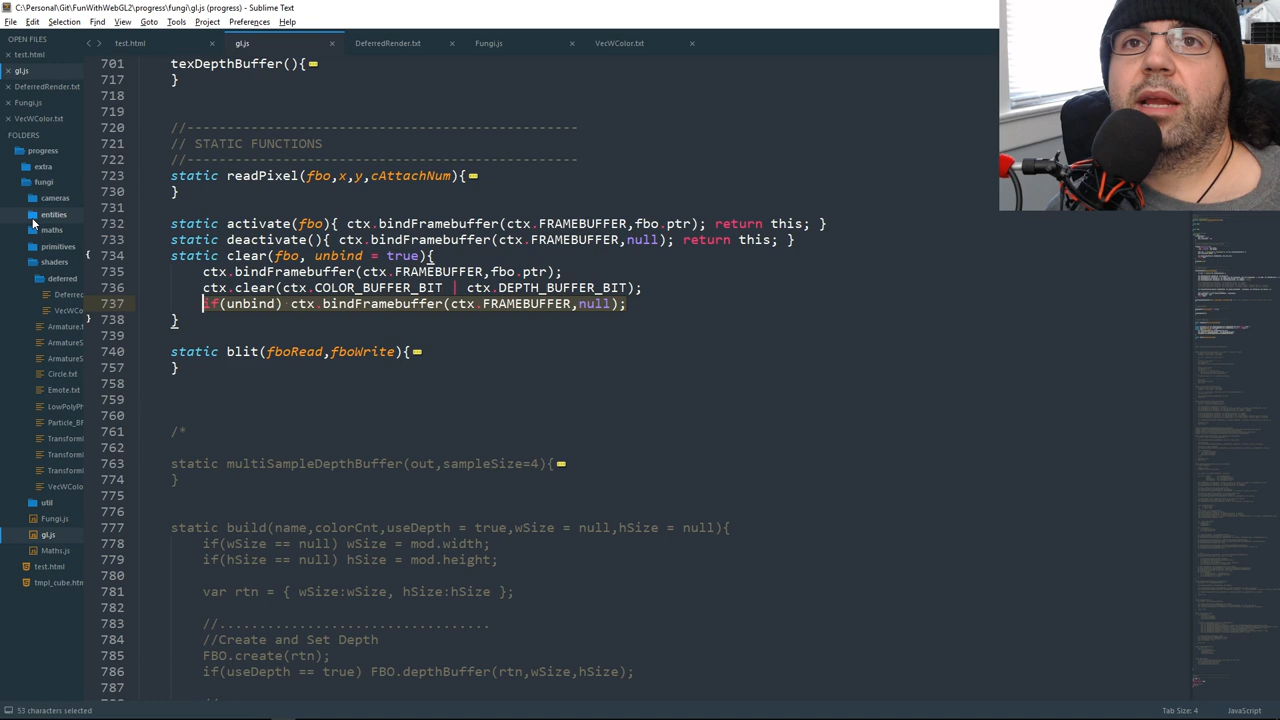 C:\Personal\Git\FunWithWebGL2\progress\fungi\gl.js (progress) - Sublime Text
File Edit Selection Find View Goto Tools Project Preferences Help
OPEN FILES
test.html
gl.js
DeferredRender.txt
Fungi.js
VecWColor.txt
FOLDERS
progress
extra
fungi
cameras
entities
maths
primitives
shaders
deferred
Deferred
VecWCo
Armature.t
ArmatureS
ArmatureS
Circle.txt
Emote.txt
LowPolyPh
Particle_BF
Transformi
Transformi
Transformi
VecWCo
util
Fungi.js
gl.js
Maths.js
test.html
tmpl_cube.htm
test.html × gl.js × DeferredRender.txt × Fungi.js × VecWColor.txt ×
701 texDepthBuffer(){
717 }
718
719
720 //-------------------------------------------------
721 // STATIC FUNCTIONS
722 //-------------------------------------------------
723 static readPixel(fbo,x,y,cAttachNum){
730 }
731
732 static activate(fbo){ ctx.bindFramebuffer(ctx.FRAMEBUFFER,fbo.ptr); return this; }
733 static deactivate(){ ctx.bindFramebuffer(ctx.FRAMEBUFFER,null); return this; }
734 static clear(fbo, unbind = true){
735 ctx.bindFramebuffer(ctx.FRAMEBUFFER,fbo.ptr);
736 ctx.clear(ctx.COLOR_BUFFER_BIT | ctx.DEPTH_BUFFER_BIT);
737 if(unbind) ctx.bindFramebuffer(ctx.FRAMEBUFFER,null);
738 }
739
740 static blit(fboRead,fboWrite){
757 }
758
759
760
761 /*
762
763 static multiSampleDepthBuffer(out,sampleSize=4){
774 }
775
776
777 static build(name,colorCnt,useDepth = true,wSize = null,hSize = null){
778 if(wSize == null) wSize = mod.width;
779 if(hSize == null) hSize = mod.height;
780
781 var rtn = { wSize:wSize, hSize:hSize };
782
783 //.................................
784 //Create and Set Depth
785 FBO.create(rtn);
786 if(useDepth == true) FBO.depthBuffer(rtn,wSize,hSize);
787
53 characters selected
Tab Size: 4 JavaScript